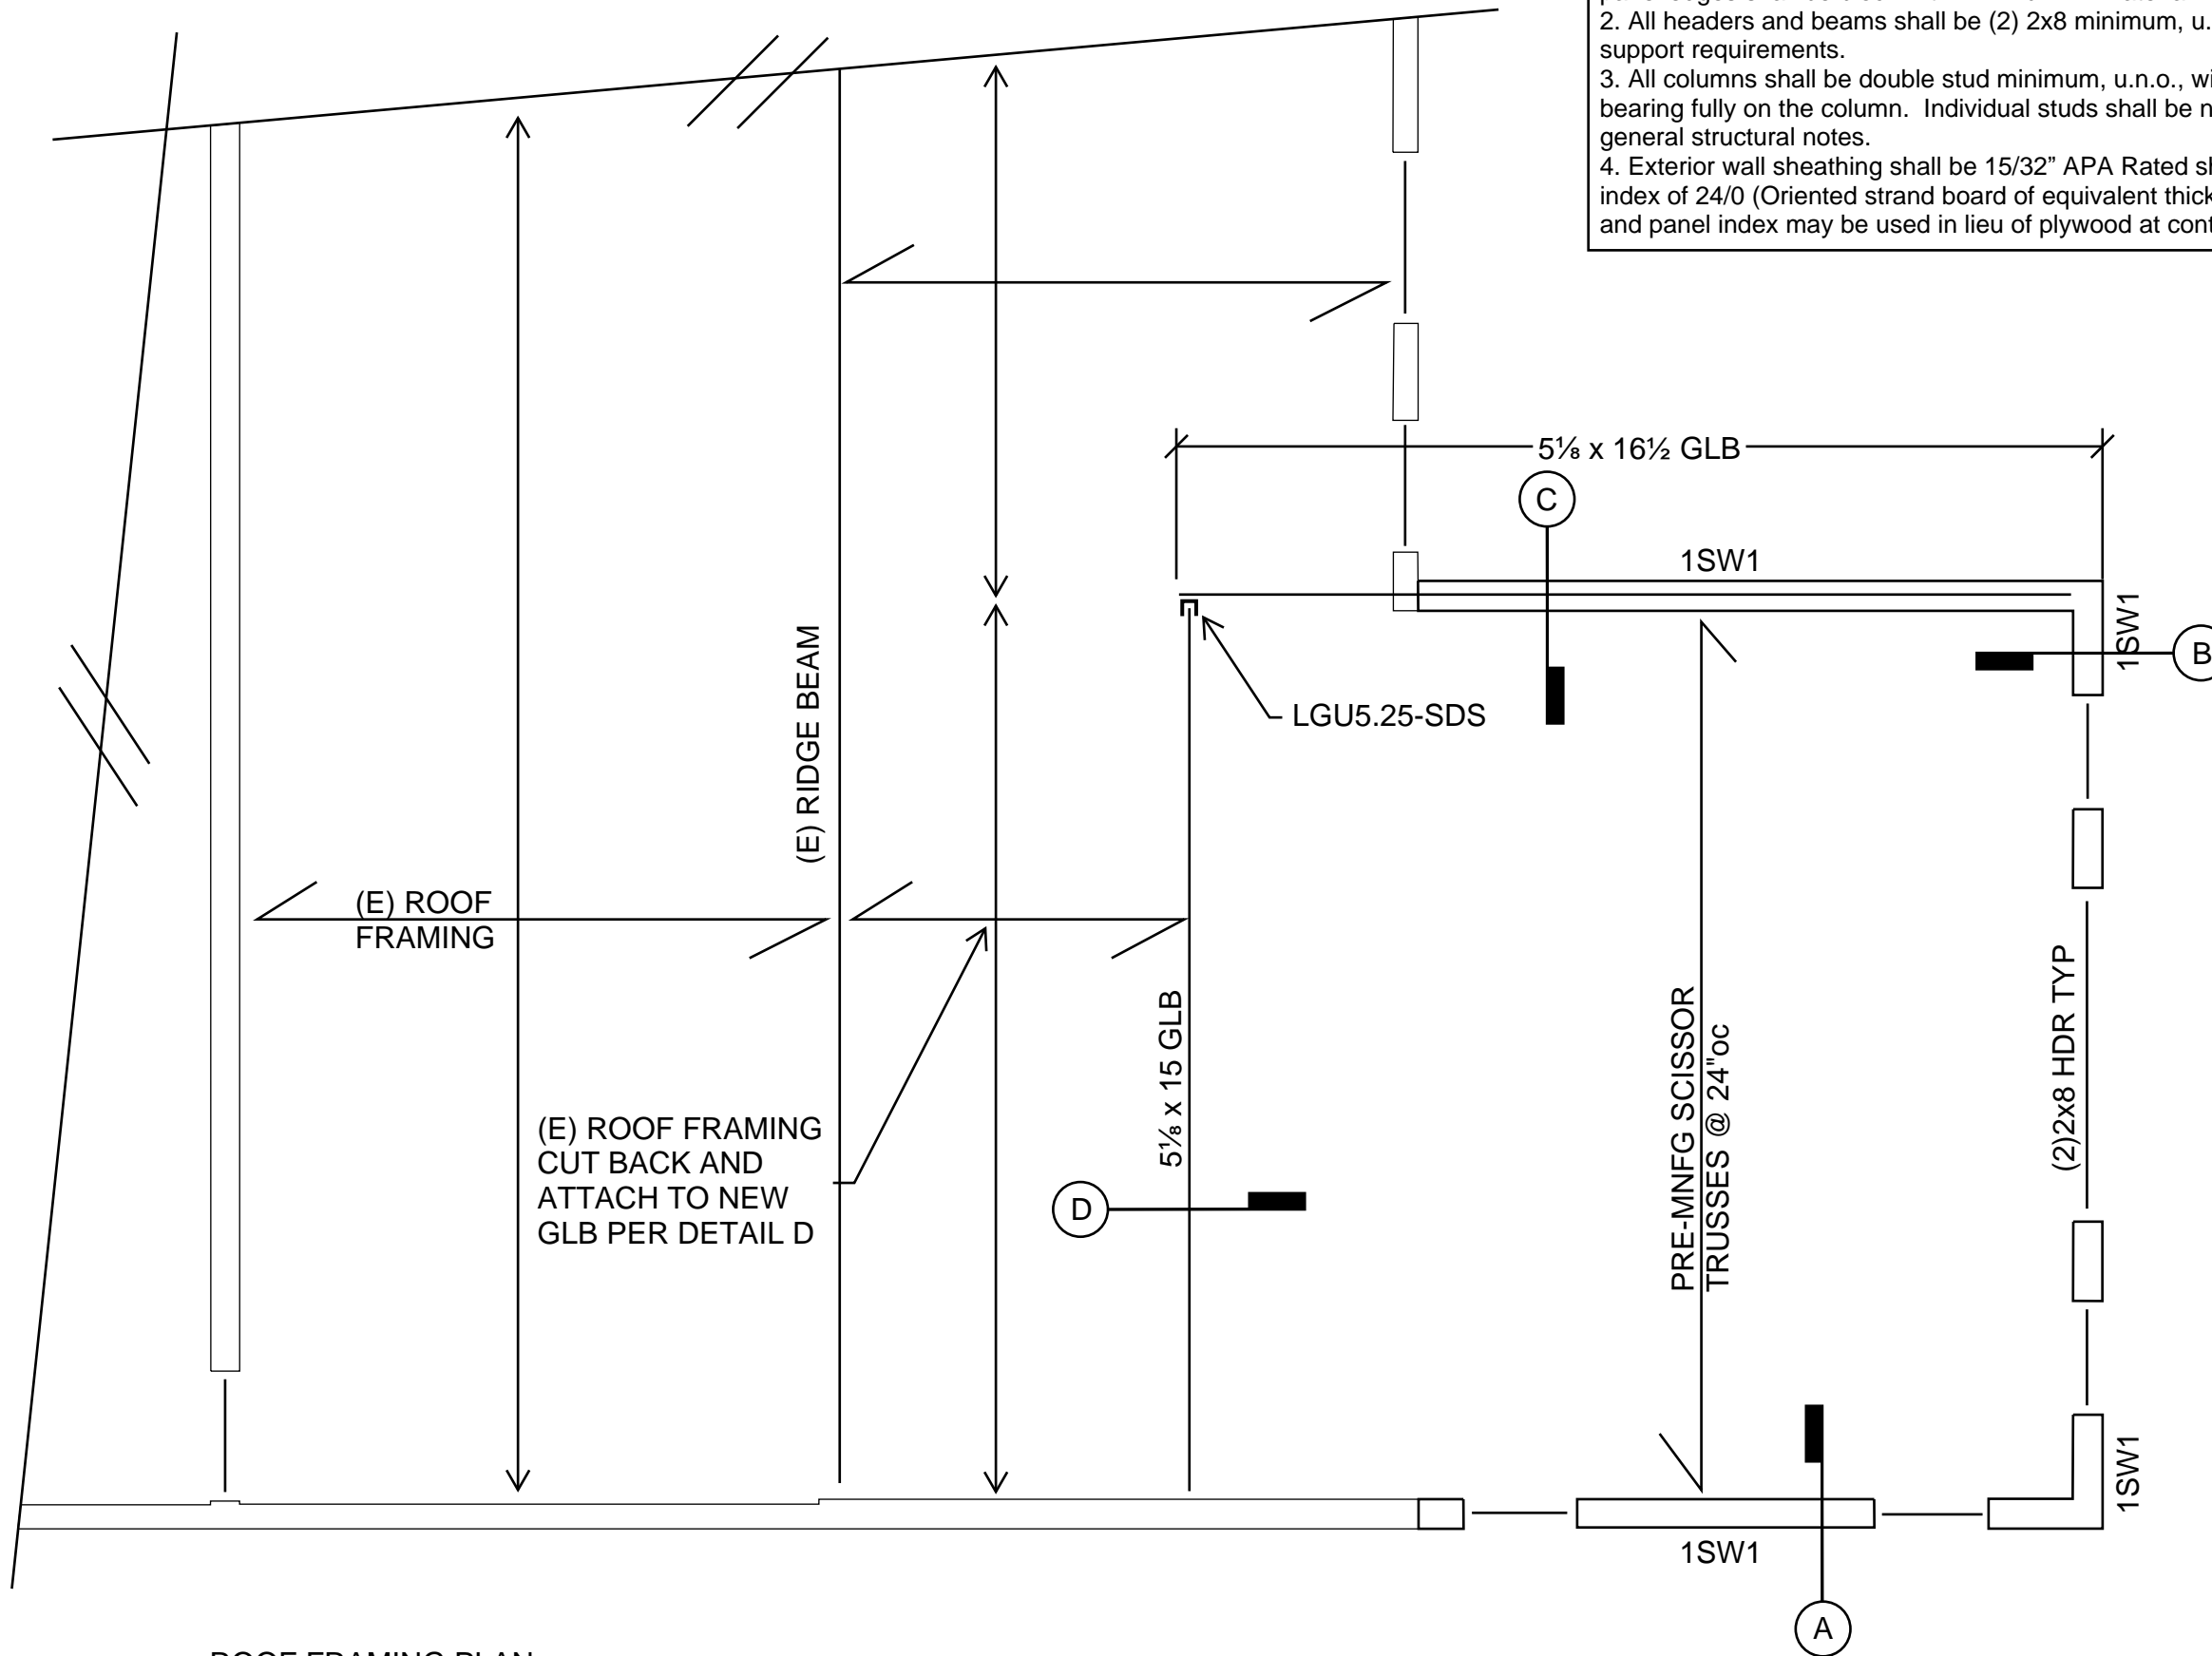 2. All headers and beams shall be (2) 2x8 minimum, u.
support requirements.
3. All columns shall be double stud minimum, u.n.o.,
bearing fully on the column. Individual studs shall be
general structural notes.
4. Exterior wall sheathing shall be 15/32” APA Rated
index of 24/0 (Oriented strand board of equivalent
and panel index may be used in lieu of plywood at
5⅛ x 16½ GLB
C
1SW1
1SW1
B
LGU5.25-SDS
(E) RIDGE BEAM
(E) ROOF
FRAMING
5⅛ x 15 GLB
PRE-MNFG SCISSOR
TRUSSES @ 24"oc
(2)2x8 HDR TYP
(E) ROOF FRAMING
CUT BACK AND
ATTACH TO NEW
GLB PER DETAIL D
D
1SW1
1SW1
A
ROOF FRAMING PLAN